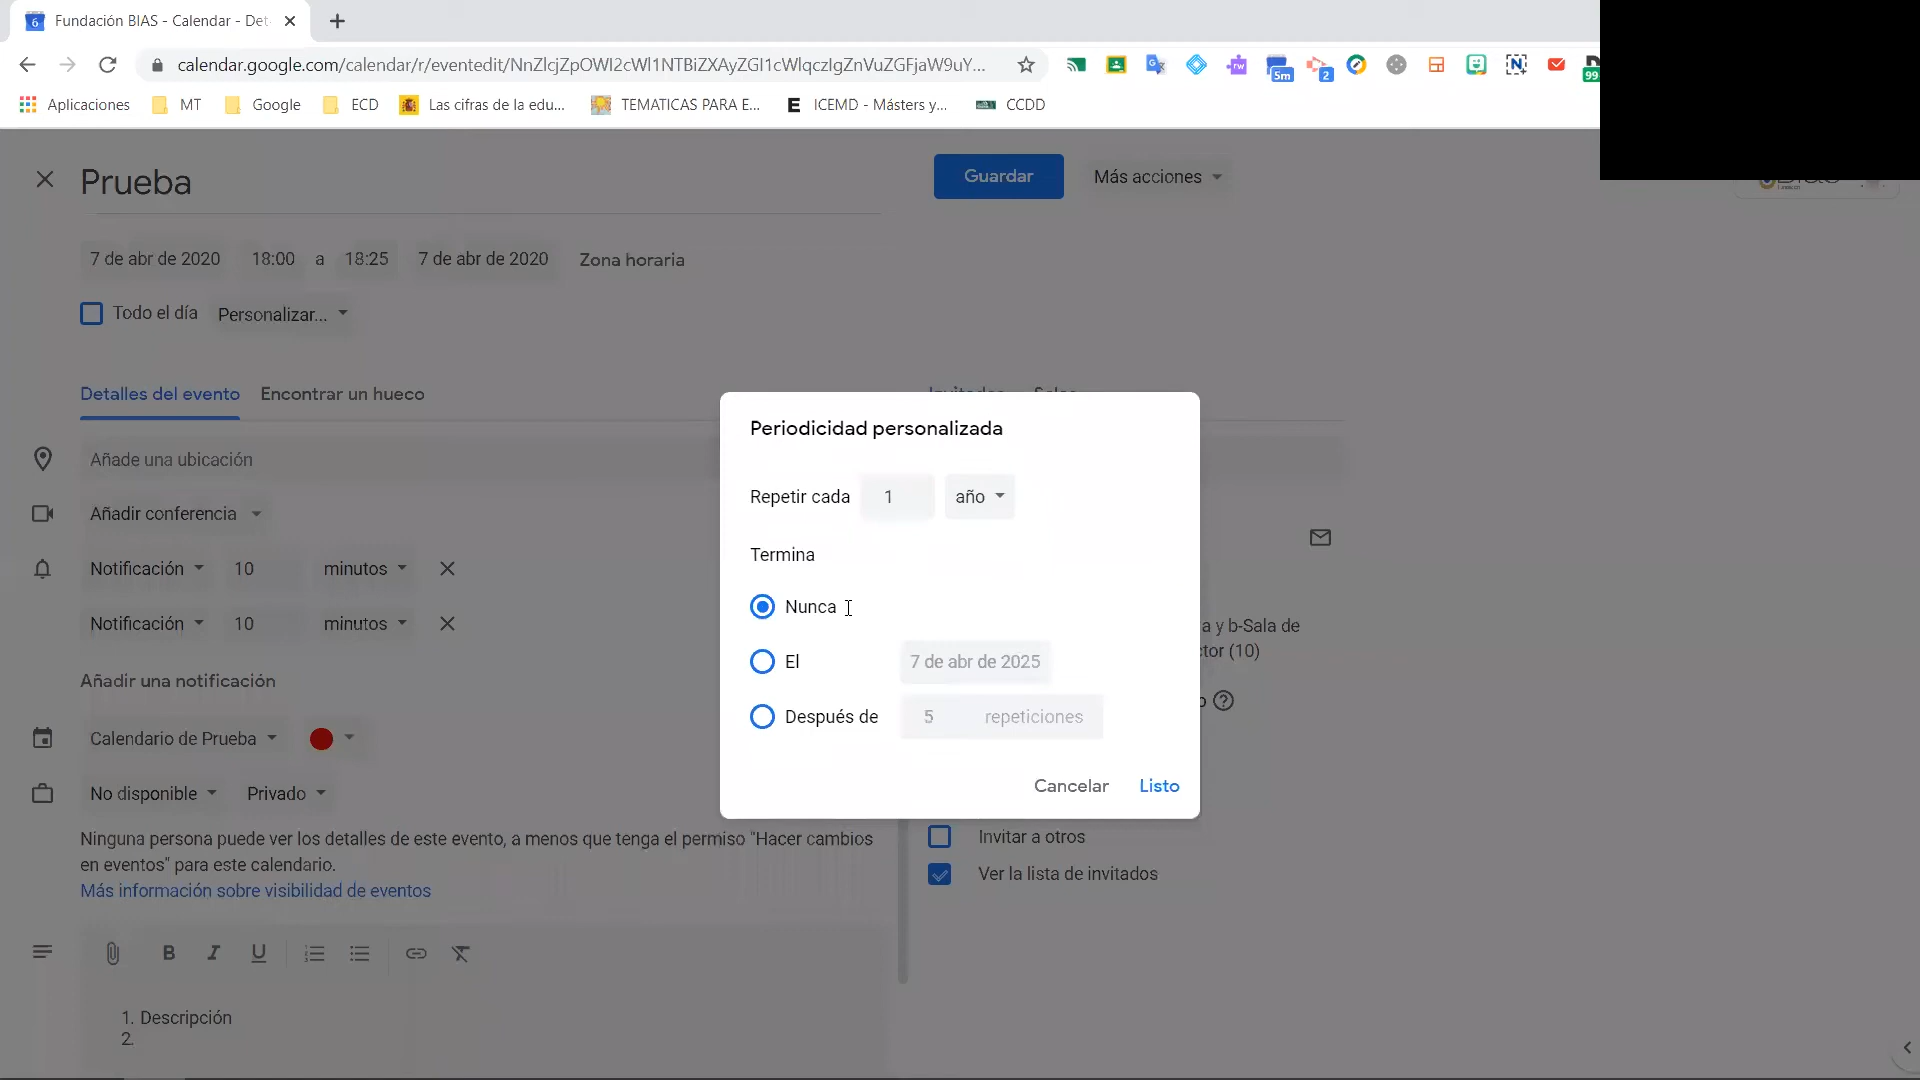 Fundación BIAS - Calendar - Det
calendar.google.com/calendar/r/eventedit/NnZlcjZpOWI2cWl1NTBiZXAyZGI1cWlqczIgZnVuZGFjaW9uY...
5m
2
99
Aplicaciones MT Google ECD Las cifras de la edu... TEMATICAS PARA E... ICEMD - Másters y... CCDD
Prueba
Guardar Más acciones
7 de abr de 2020 18:00 a 18:25 7 de abr de 2020 Zona horaria
Todo el día Personalizar...
Detalles del evento Encontrar un hueco
Periodicidad personalizada
Añade una ubicación
Repetir cada 1 año
Añadir conferencia
Termina
Notificación 10 minutos
Nunca
Notificación 10 minutos
a y b-Sala de
tor (10)
El 7 de abr de 2025
Añadir una notificación
Después de 5 repeticiones
Calendario de Prueba
Cancelar Listo
No disponible Privado
Ninguna persona puede ver los detalles de este evento, a menos que tenga el permiso "Hacer cambios
en eventos" para este calendario.
Más información sobre visibilidad de eventos
Invitar a otros
Ver la lista de invitados
B I U
1. Descripción
2.